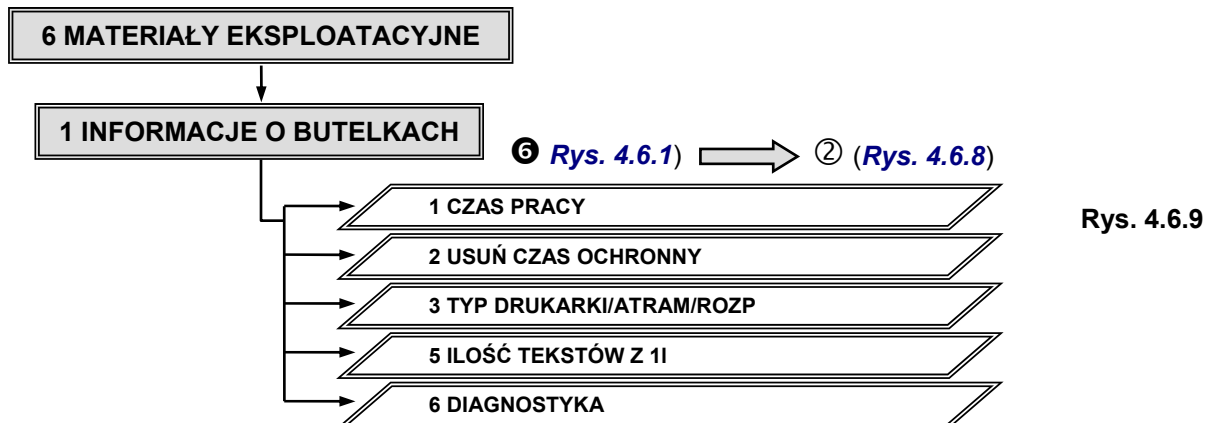 6 MATERIAŁY EKSPLOATACYJNE
1 INFORMACJE O BUTELKACH
❻ Rys. 4.6.1) ② (Rys. 4.6.8)
1 CZAS PRACY
Rys. 4.6.9
2 USUŃ CZAS OCHRONNY
3 TYP DRUKARKI/ATRAM/ROZP
5 ILOŚĆ TEKSTÓW Z 1l
6 DIAGNOSTYKA